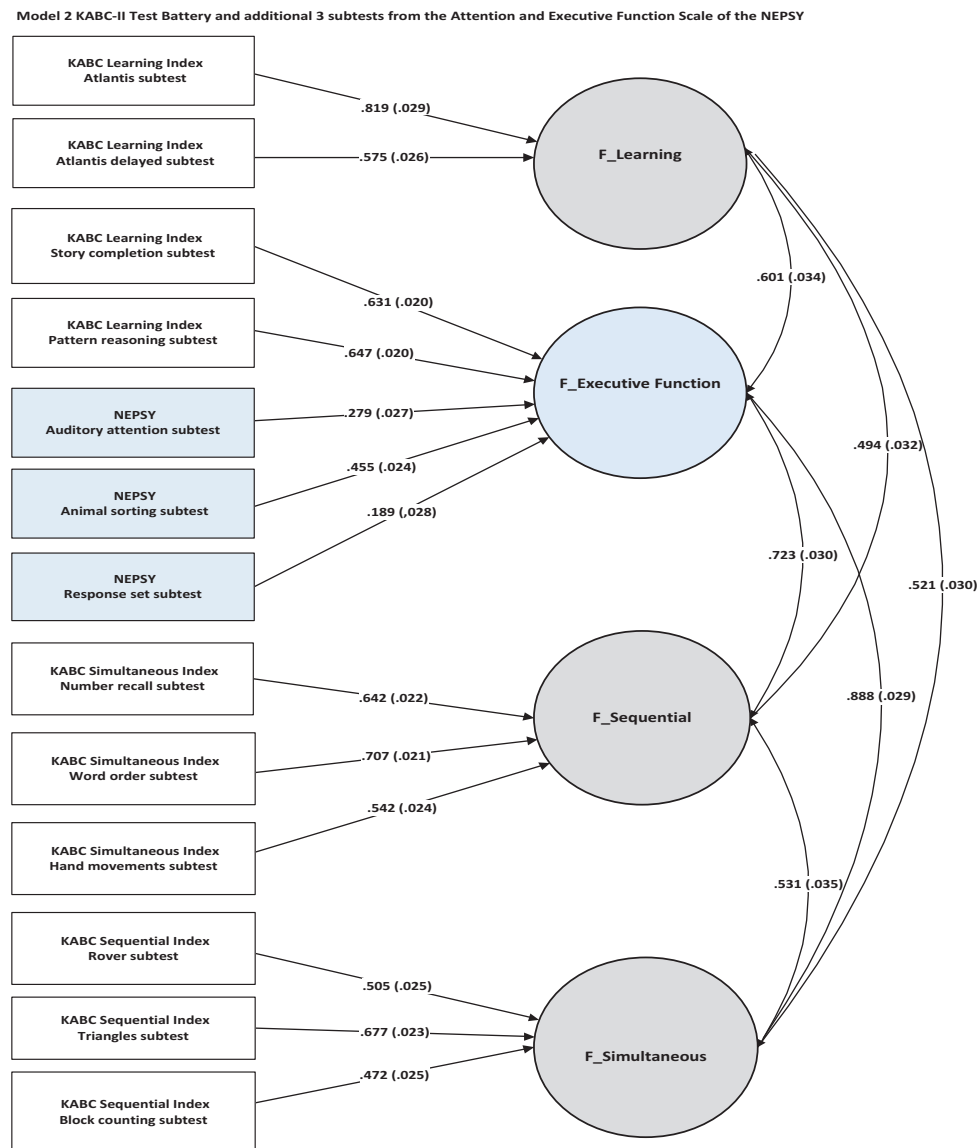 Model 2 KABC-II Test Battery and additional 3 subtests from the Attention and Executive Function Scale of the NEPSY
KABC Learning Index
Atlantis subtest
.819 (.029)
KABC Learning Index
Atlantis delayed subtest
.575 (.026)
F_Learning
KABC Learning Index
Story completion subtest
.631 (.020)
.601 (.034)
KABC Learning Index
Pattern reasoning subtest
.647 (.020)
F_Executive Function
NEPSY
Auditory attention subtest
.279 (.027)
.494 (.032)
NEPSY
Animal sorting subtest
.455 (.024)
.189 (,028)
NEPSY
Response set subtest
.723 (.030)
.521 (.030)
KABC Simultaneous Index
Number recall subtest
.642 (.022)
.888 (.029)
F_Sequential
KABC Simultaneous Index
Word order subtest
.707 (.021)
.542 (.024)
KABC Simultaneous Index
Hand movements subtest
.531 (.035)
KABC Sequential Index
Rover subtest
.505 (.025)
KABC Sequential Index
Triangles subtest
.677 (.023)
F_Simultaneous
.472 (.025)
KABC Sequential Index
Block counting subtest